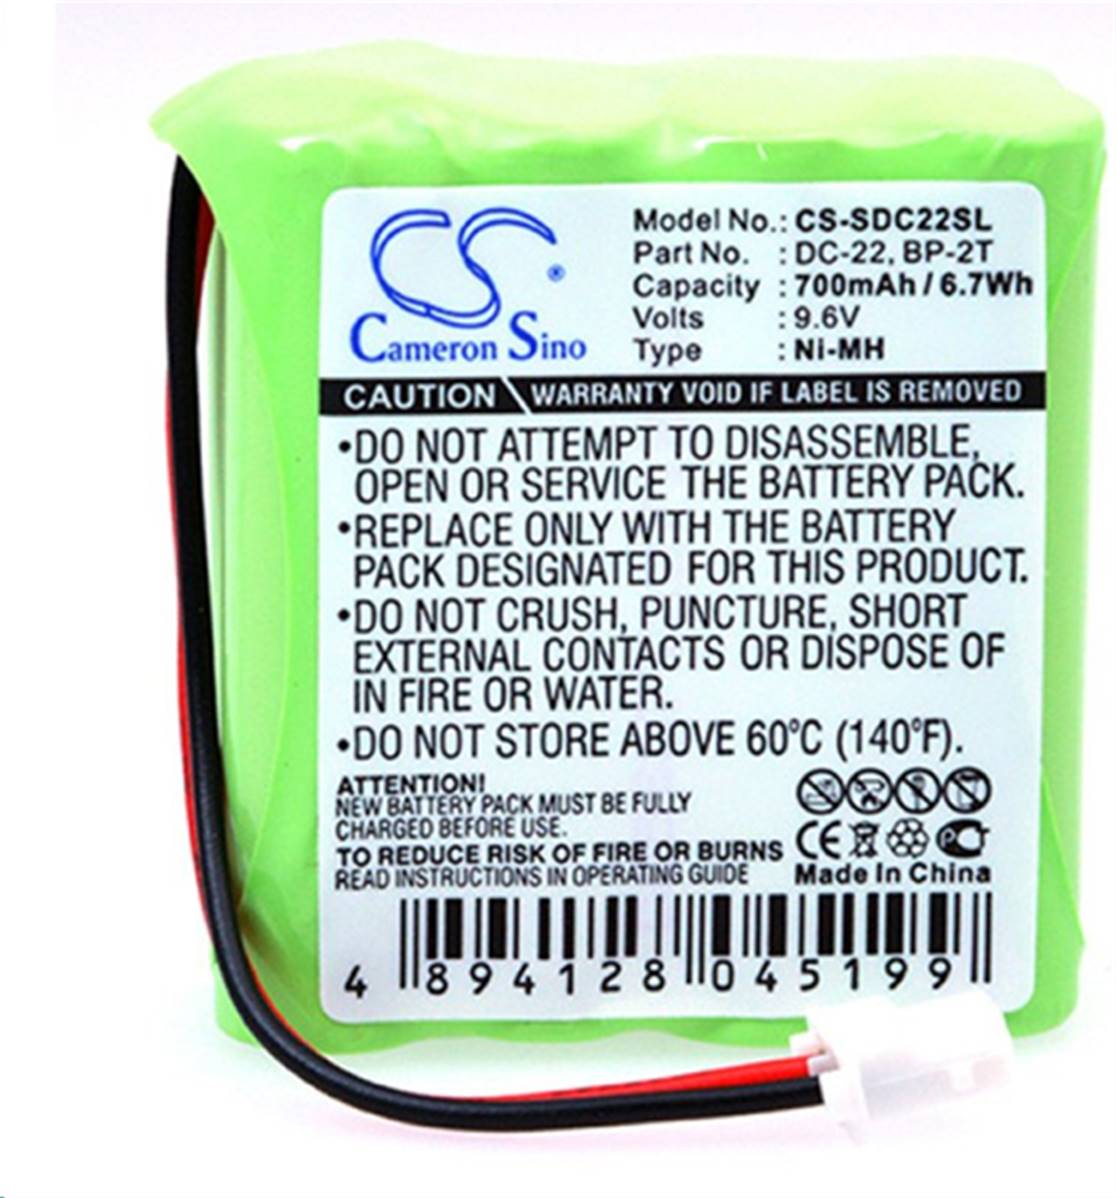 CS®
Cameron Sino
Model No.: CS-SDC22SL
Part No. : DC-22, BP-2T
Capacity : 700mAh / 6.7Wh
Volts : 9.6V
Type : Ni-MH
CAUTION \ WARRANTY VOID IF LABEL IS REMOVED
•DO NOT ATTEMPT TO DISASSEMBLE,
OPEN OR SERVICE THE BATTERY PACK.
•REPLACE ONLY WITH THE BATTERY
PACK DESIGNATED FOR THIS PRODUCT.
•DO NOT CRUSH, PUNCTURE, SHORT
EXTERNAL CONTACTS OR DISPOSE OF
IN FIRE OR WATER.
•DO NOT STORE ABOVE 60°C (140°F).
ATTENTION!
NEW BATTERY PACK MUST BE FULLY
CHARGED BEFORE USE.
TO REDUCE RISK OF FIRE OR BURNS
READ INSTRUCTIONS IN OPERATING GUIDE
CE
Made In China
4 894128 045199